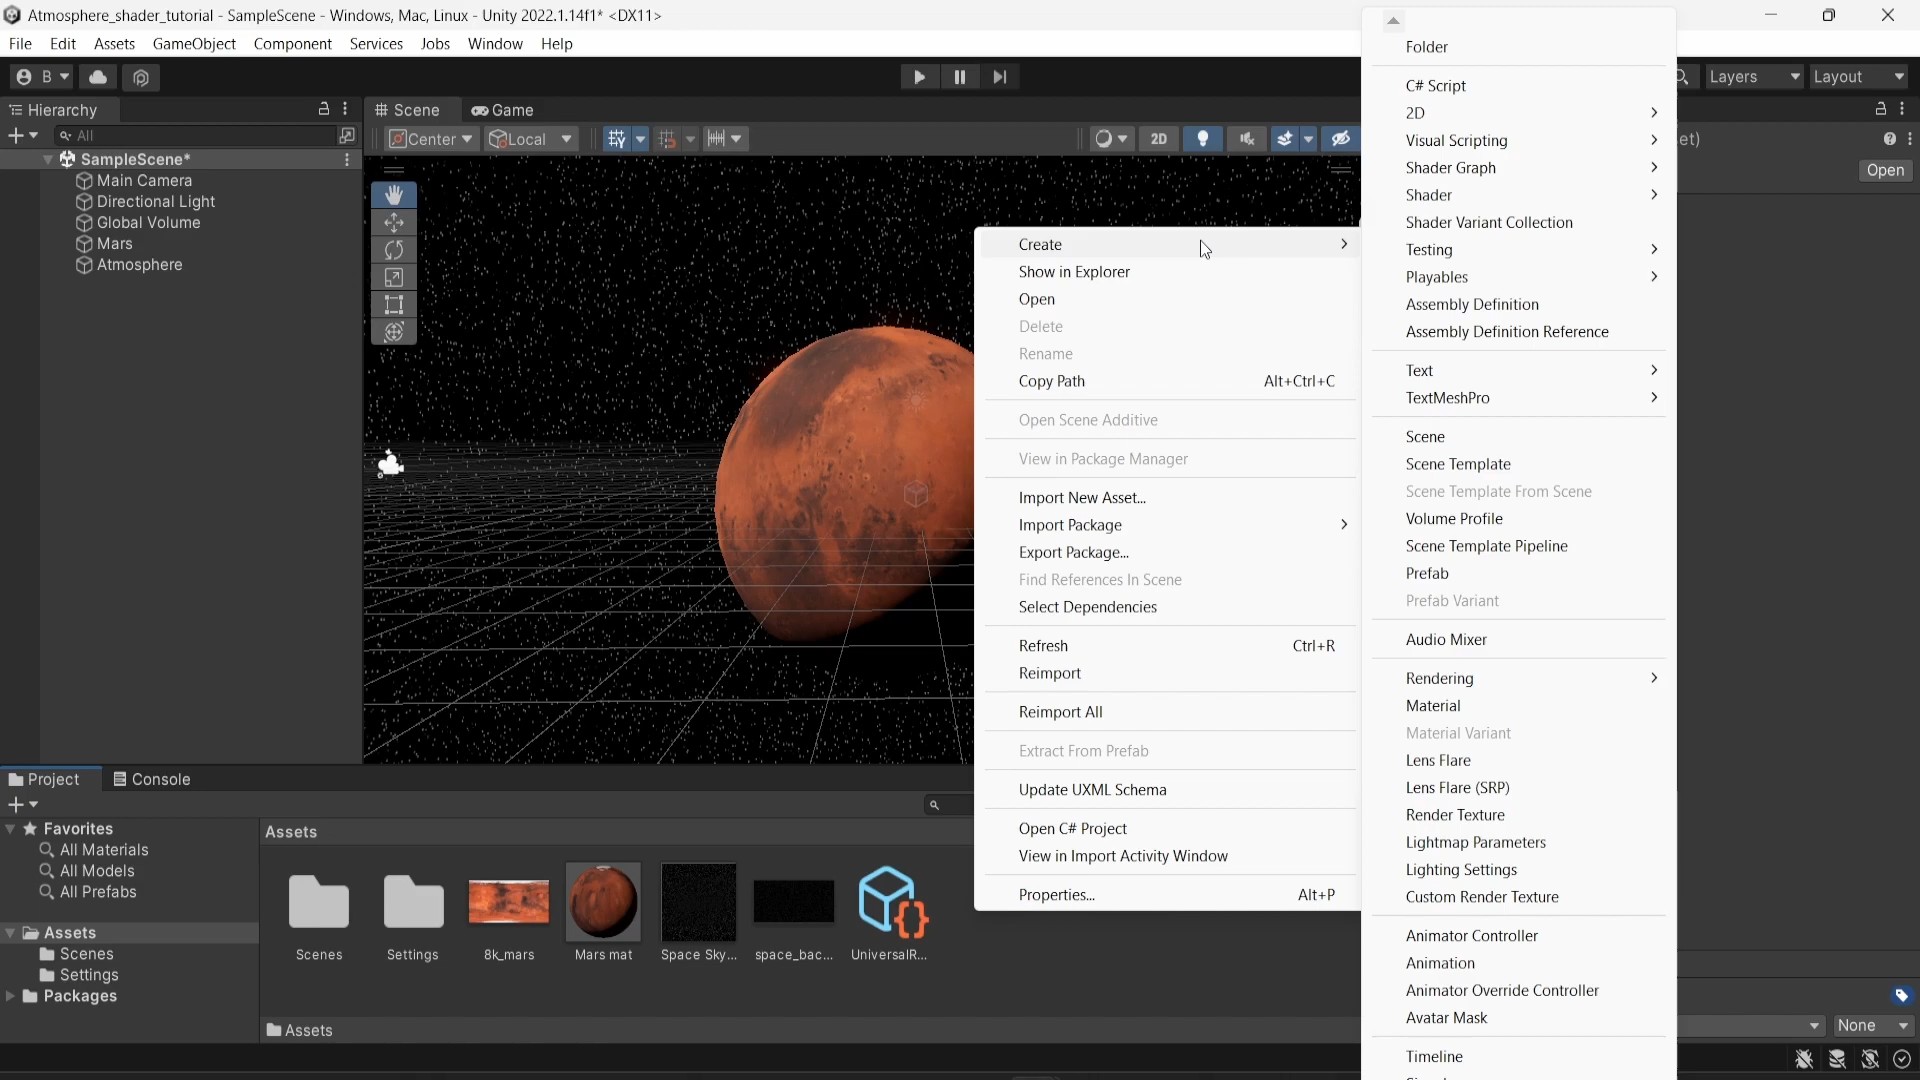 Atmosphere_shader_tutorial - SampleScene - Windows, Mac, Linux - Unity 2022.1.14f1* <DX11>
File Edit Assets GameObject Component Services Jobs Window Help
B
Layers
Layout
Hierarchy
All
SampleScene*
Main Camera
Directional Light
Global Volume
Mars
Atmosphere
Scene
Game
Center
Local
2D
et)
Open
Create
Show in Explorer
Open
Delete
Rename
Copy Path Alt+Ctrl+C
Open Scene Additive
View in Package Manager
Import New Asset...
Import Package
Export Package...
Find References In Scene
Select Dependencies
Refresh Ctrl+R
Reimport
Reimport All
Extract From Prefab
Update UXML Schema
Open C# Project
View in Import Activity Window
Properties... Alt+P
Folder
C# Script
2D
Visual Scripting
Shader Graph
Shader
Shader Variant Collection
Testing
Playables
Assembly Definition
Assembly Definition Reference
Text
TextMeshPro
Scene
Scene Template
Scene Template From Scene
Volume Profile
Scene Template Pipeline
Prefab
Prefab Variant
Audio Mixer
Rendering
Material
Material Variant
Lens Flare
Lens Flare (SRP)
Render Texture
Lightmap Parameters
Lighting Settings
Custom Render Texture
Animator Controller
Animation
Animator Override Controller
Avatar Mask
Timeline
Project
Console
Favorites
All Materials
All Models
All Prefabs
Assets
Scenes
Settings
Packages
Assets
Scenes
Settings
8k_mars
Mars mat
Space Sky...
space_bac...
UniversalR...
Assets
None